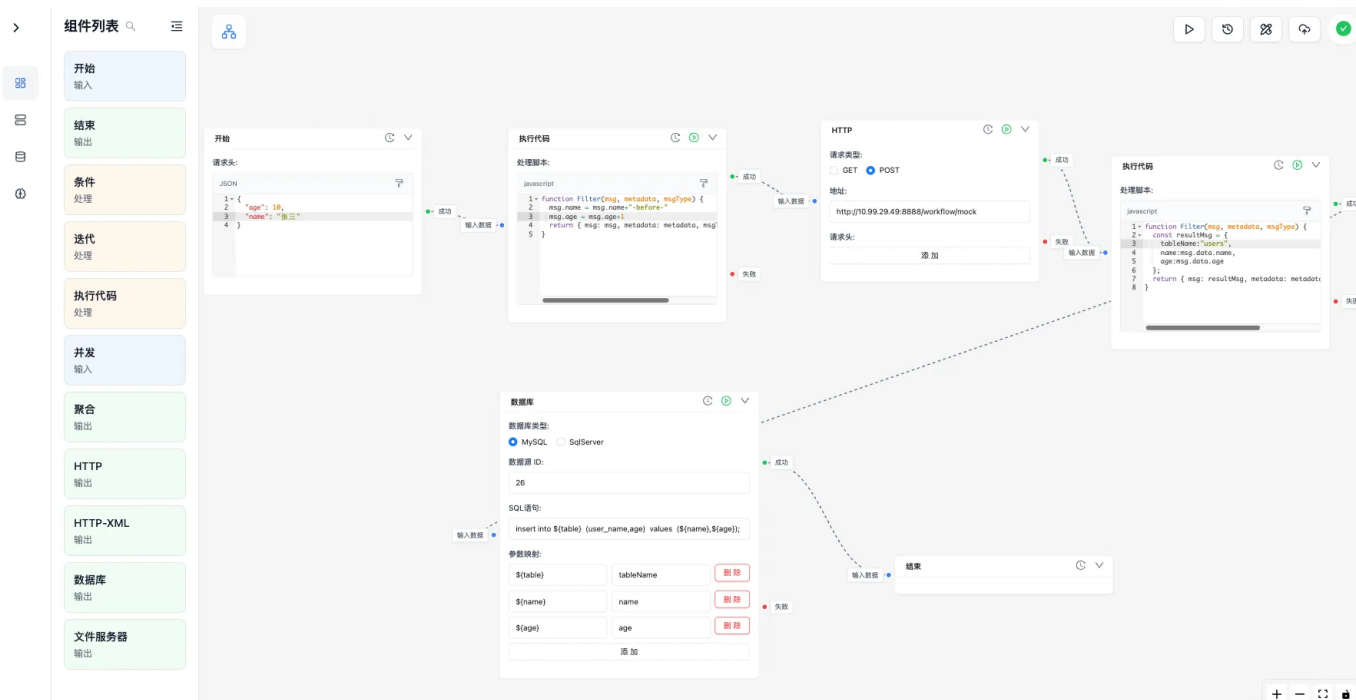 组件列表
开始
输入
结束
输出
条件
处理
迭代
处理
执行代码
处理
并发
输入
聚合
输出
HTTP
输出
HTTP-XML
输出
数据库
输出
文件服务器
输出
开始
请求头:
JSON
1 {
2 "age": 10,
3 "name": "张三"
4 }
成功
输入数据
执行代码
处理脚本:
javascript
1 function Filter(msg, metadata, msgType) {
2 msg.name = msg.name+"-before-"
3 msg.age = msg.age+1
4 return { msg: msg, metadata: metadata, msg
5 }
成功
失败
输入数据
HTTP
请求类型:
GET POST
地址:
http://10.99.29.49:8888/workflow/mock
请求头:
添 加
成功
失败
输入数据
执行代码
处理脚本:
javascript
1 function Filter(msg, metadata, msgType) {
2 const resultMsg = {
3 tableName:"users",
4 name:msg.data.name,
5 age:msg.data.age
6 };
7 return { msg: resultMsg, metadata: metadata
8 }
成功
失败
输入数据
数据库
数据库类型:
MySQL SqlServer
数据源 ID:
26
SQL语句:
insert into ${table} (user_name,age) values (${name},${age});
参数映射:
${table} tableName 删 除
${name} name 删 除
${age} age 删 除
添 加
成功
失败
输入数据
结束